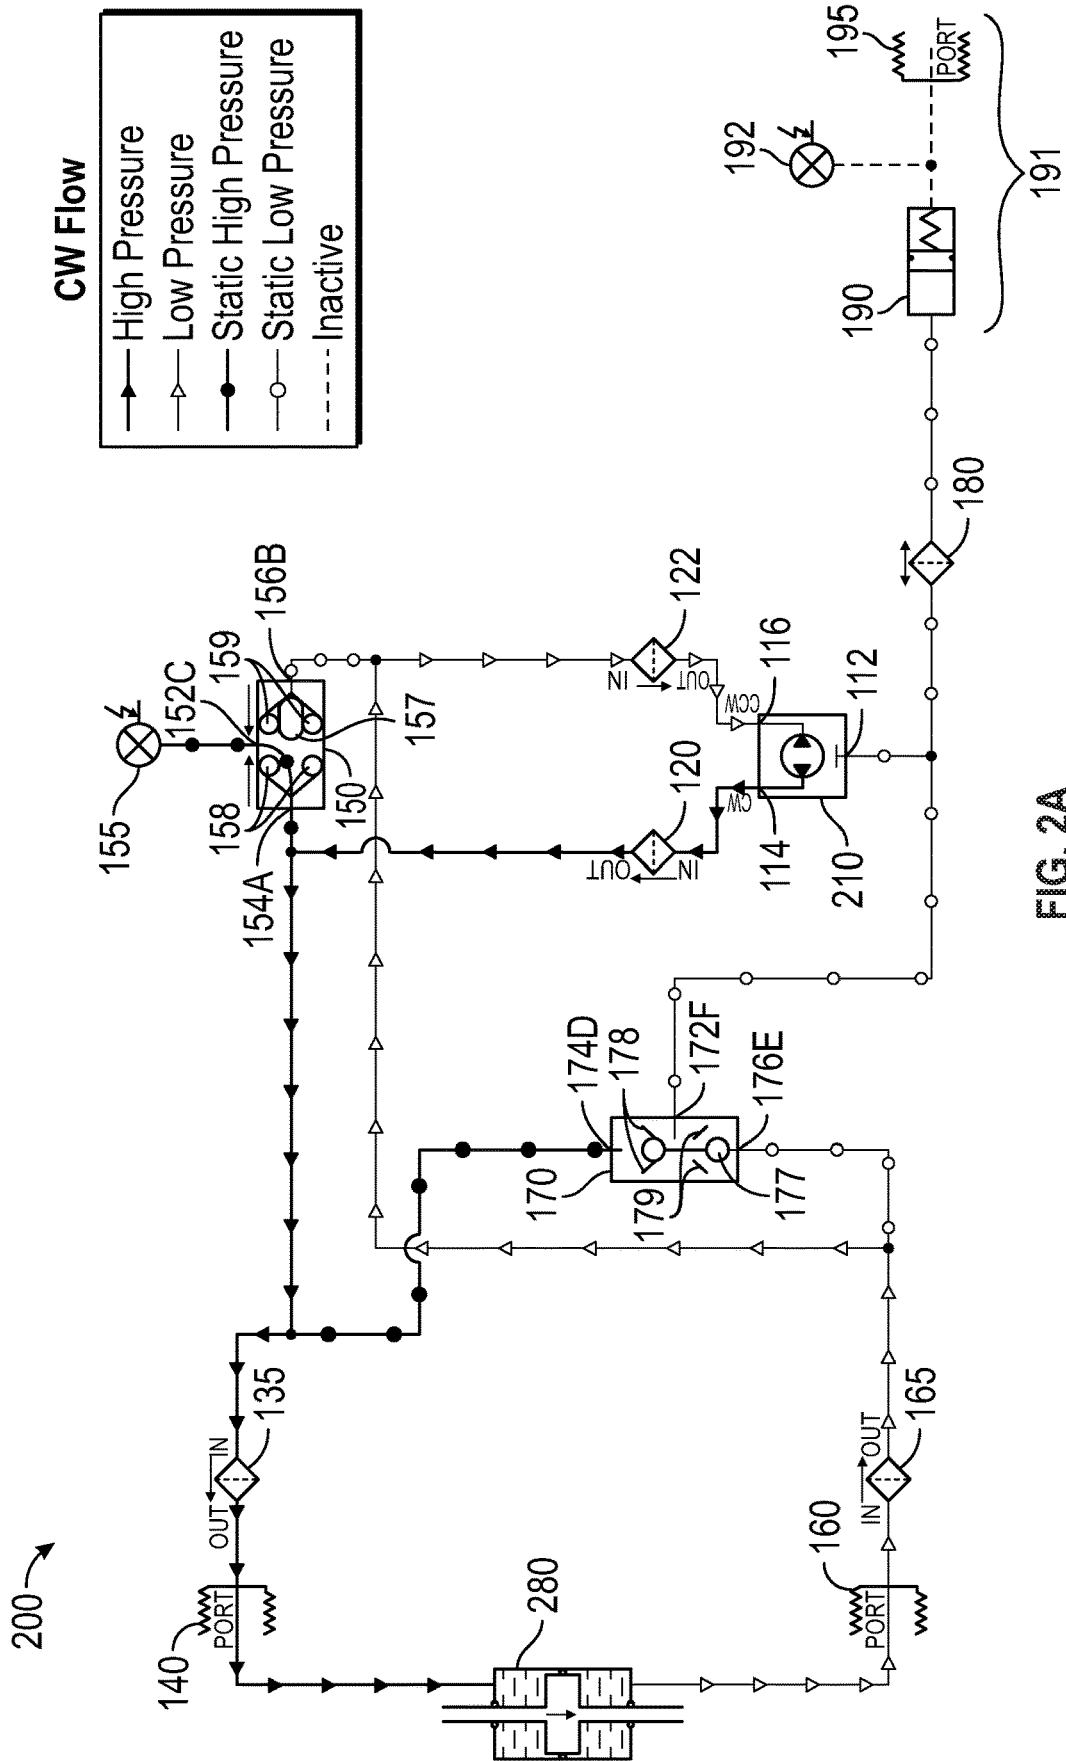 CW Flow
High Pressure
Low Pressure
Static High Pressure
Static Low Pressure
Inactive
200
140
PORT
OUT
IN
135
280
160
PORT
IN
OUT
165
155
152C
159
156B
158
154A
150
157
170
174D
178
172F
179
177
176E
OUT
IN
120
IN
OUT
122
CW
CCW
114
116
210
112
180
190
192
195
PORT
191
FIG. 2A